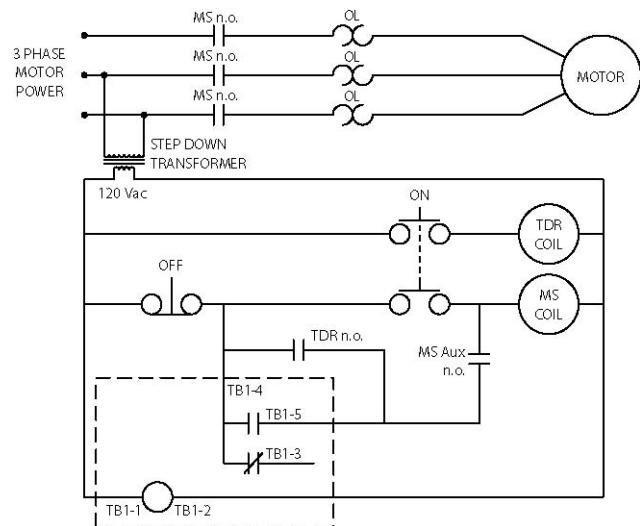 MS n.o.
OL
3 PHASE
MOTOR
POWER
MS n.o.
OL
MOTOR
MS n.o.
OL
STEP DOWN
TRANSFORMER
120 Vac
ON
TDR
COIL
OFF
MS
COIL
TDR n.o.
MS Aux
n.o.
TB1-4
TB1-5
TB1-3
TB1-1
TB1-2